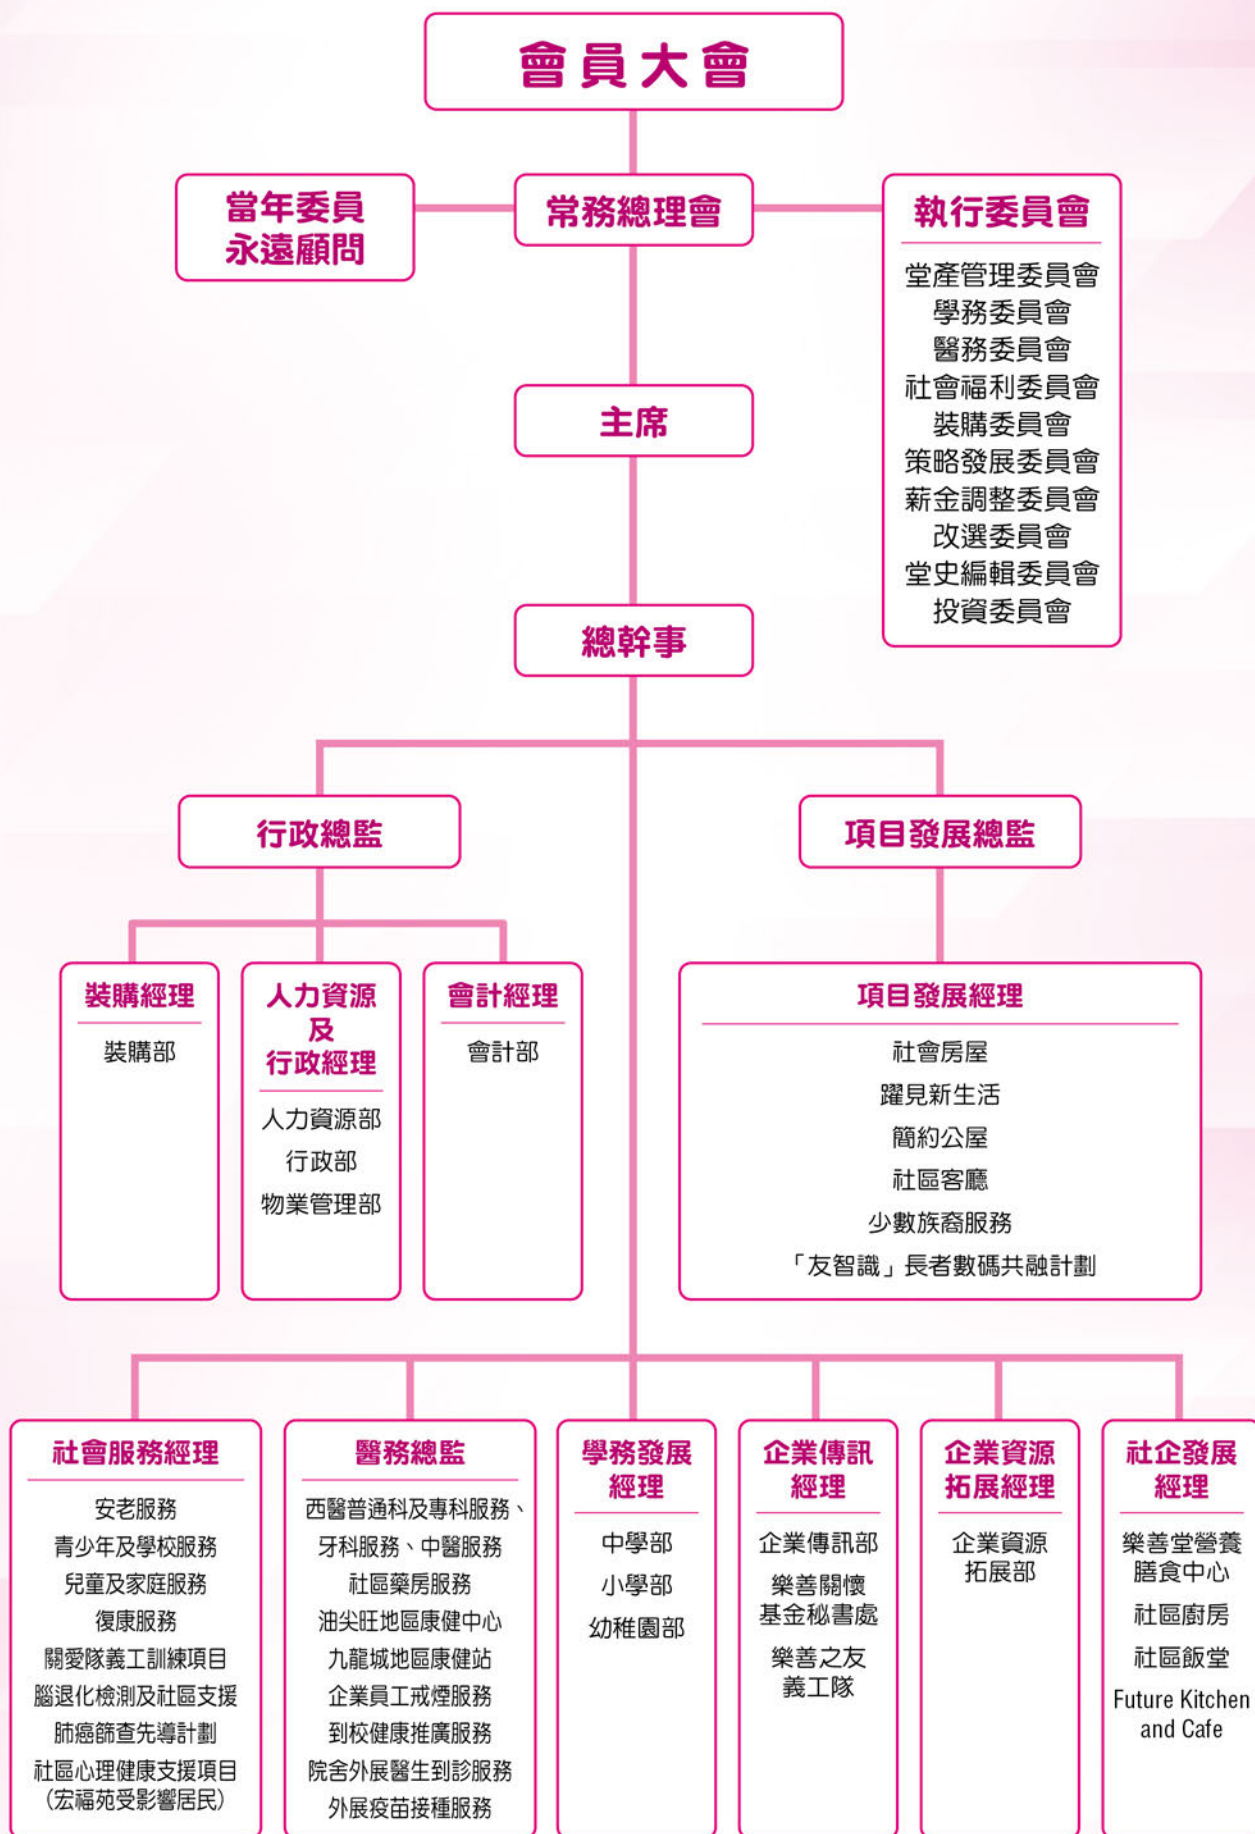 會員大會
當年委員
永遠顧問
常務總理會
執行委員會
堂產管理委員會
學務委員會
醫務委員會
社會福利委員會
裝購委員會
策略發展委員會
薪金調整委員會
改選委員會
堂史編輯委員會
投資委員會
主席
總幹事
行政總監
項目發展總監
裝購經理
裝購部
人力資源
及
行政經理
人力資源部
行政部
物業管理部
會計經理
會計部
項目發展經理
社會房屋
躍見新生活
簡約公屋
社區客廳
少數族裔服務
「友智識」長者數碼共融計劃
社會服務經理
安老服務
青少年及學校服務
兒童及家庭服務
復康服務
關愛隊義工訓練項目
腦退化檢測及社區支援
肺癌篩查先導計劃
社區心理健康支援項目
（宏福苑受影響居民）
醫務總監
西醫普通科及專科服務、
牙科服務、中醫服務
社區藥房服務
油尖旺地區康健中心
九龍城地區康健站
企業員工戒煙服務
到校健康推廣服務
院舍外展醫生到診服務
外展疫苗接種服務
學務發展
經理
中學部
小學部
幼稚園部
企業傳訊
經理
企業傳訊部
樂善關懷
基金秘書處
樂善之友
義工隊
企業資源
拓展經理
企業資源
拓展部
社企發展
經理
樂善堂營養
膳食中心
社區廚房
社區飯堂
Future Kitchen
and Cafe